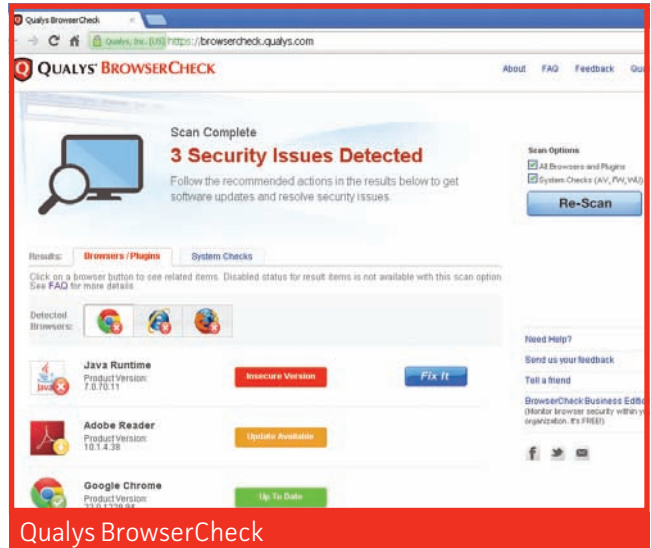 Qualys BrowserCheck
Qualys, Inc. [US] https://browsercheck.qualys.com
QUALYS' BROWSERCHECK
About FAQ Feedback
Scan Complete
3 Security Issues Detected
Follow the recommended actions in the results below to get
software updates and resolve security issues
Scan Options
All Browsers and Plugins
System Checks (AV, FW, WU)
Re-Scan
Results: Browsers / Plugins System Checks
Click on a browser button to see related items. Disabled status for result items is not available with this scan option
See FAQ for more details
Detected
Browsers:
Java Runtime
Product Version:
7.0.70.11
Java
Insecure Version
Fix It
Adobe Reader
Product Version:
10.1.4.38
Update Available
Google Chrome
Product Version:
Up To Date
Need Help?
Send us your feedback
Tell a friend
BrowserCheck Business
(Monitor browser security within
organization. It's FREE!)
Qualys BrowserCheck